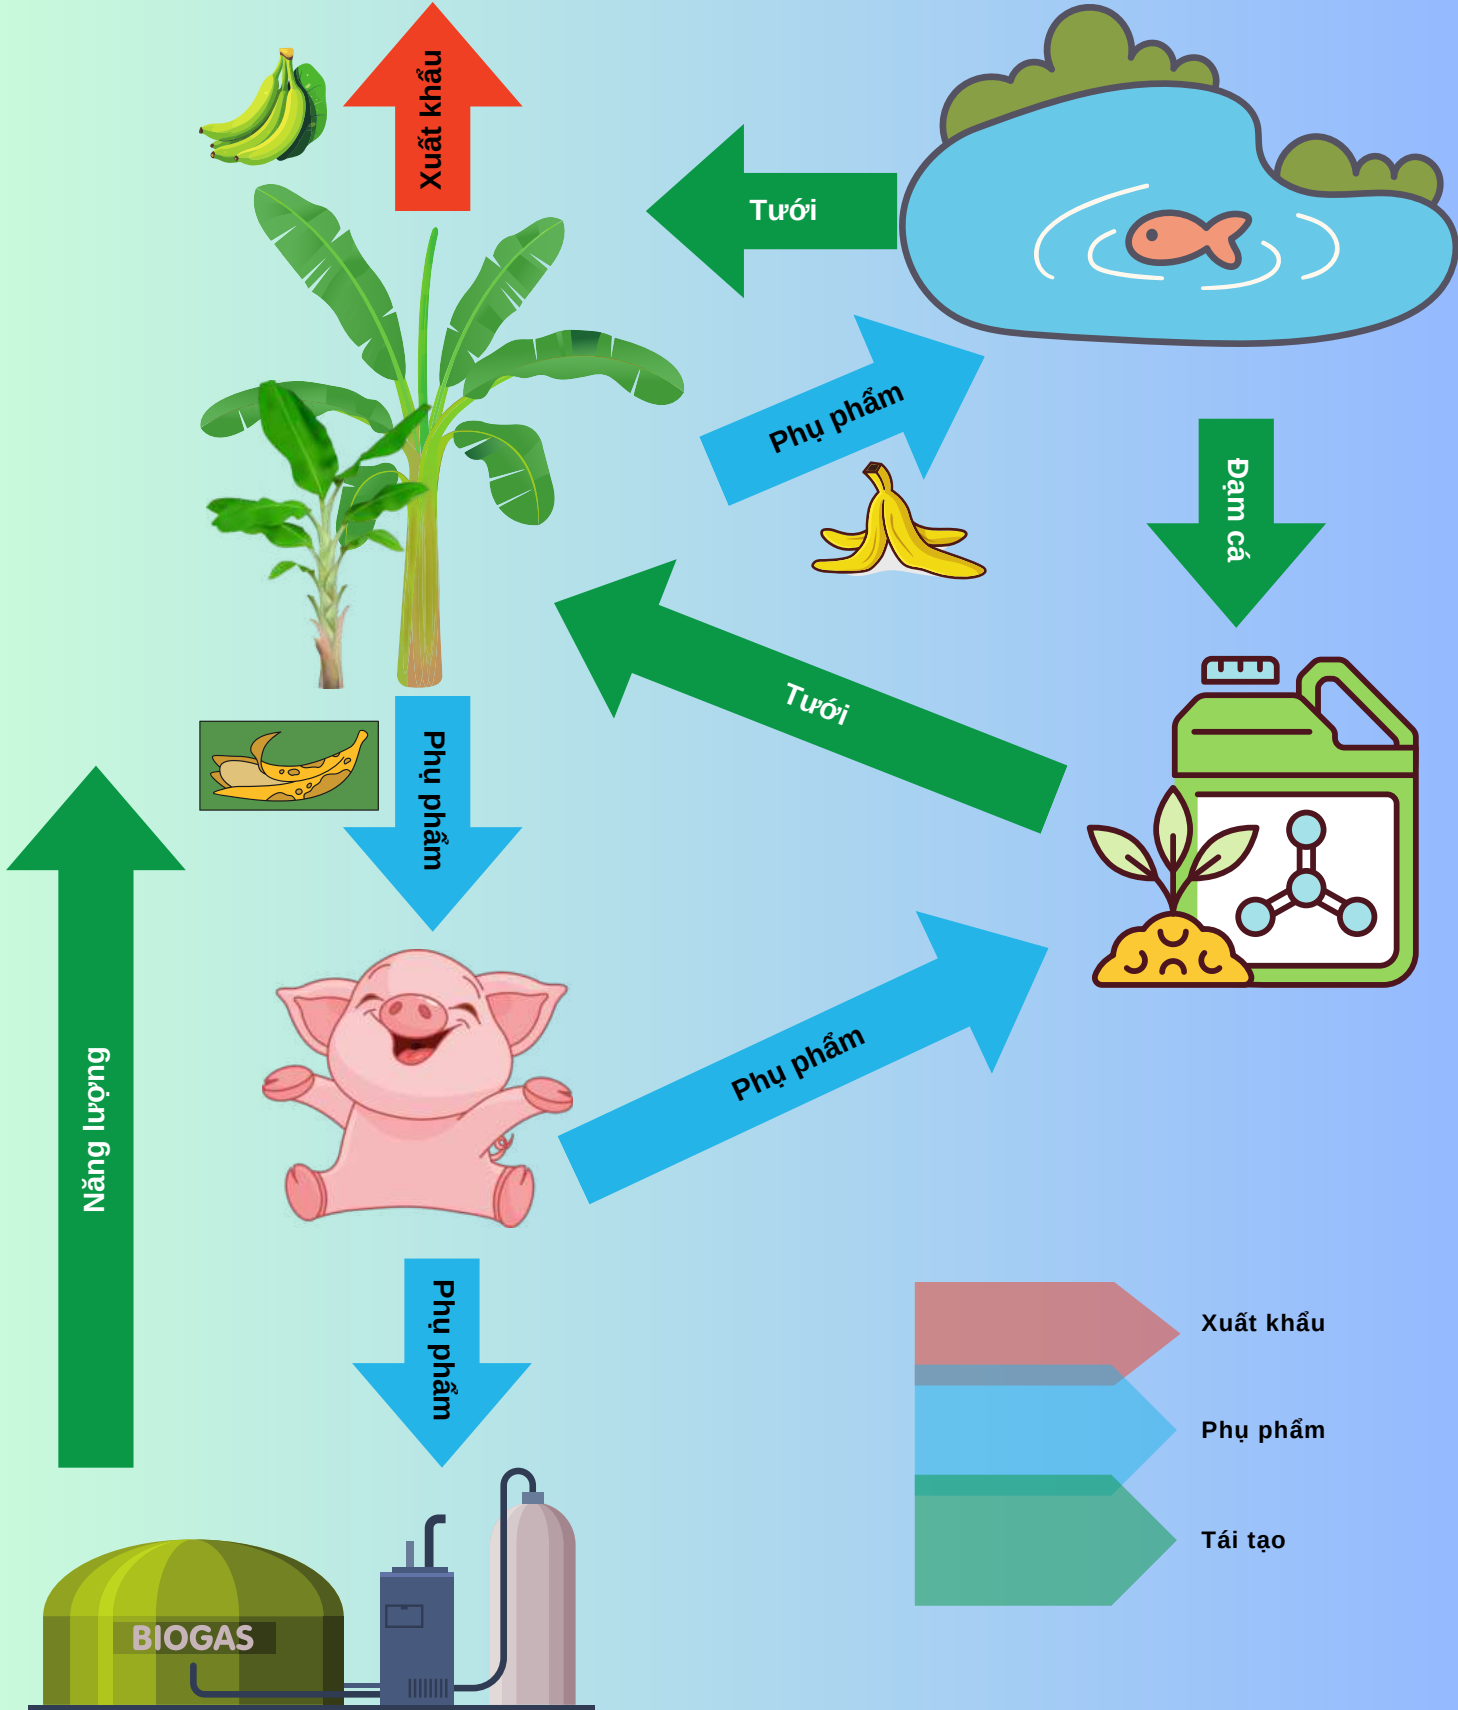 Xuất khẩu
Tưới
Phụ phẩm
Đạm cá
Tưới
Phụ phẩm
Năng lượng
Phụ phẩm
Phụ phẩm
Xuất khẩu
Phụ phẩm
Tái tạo
BIOGAS